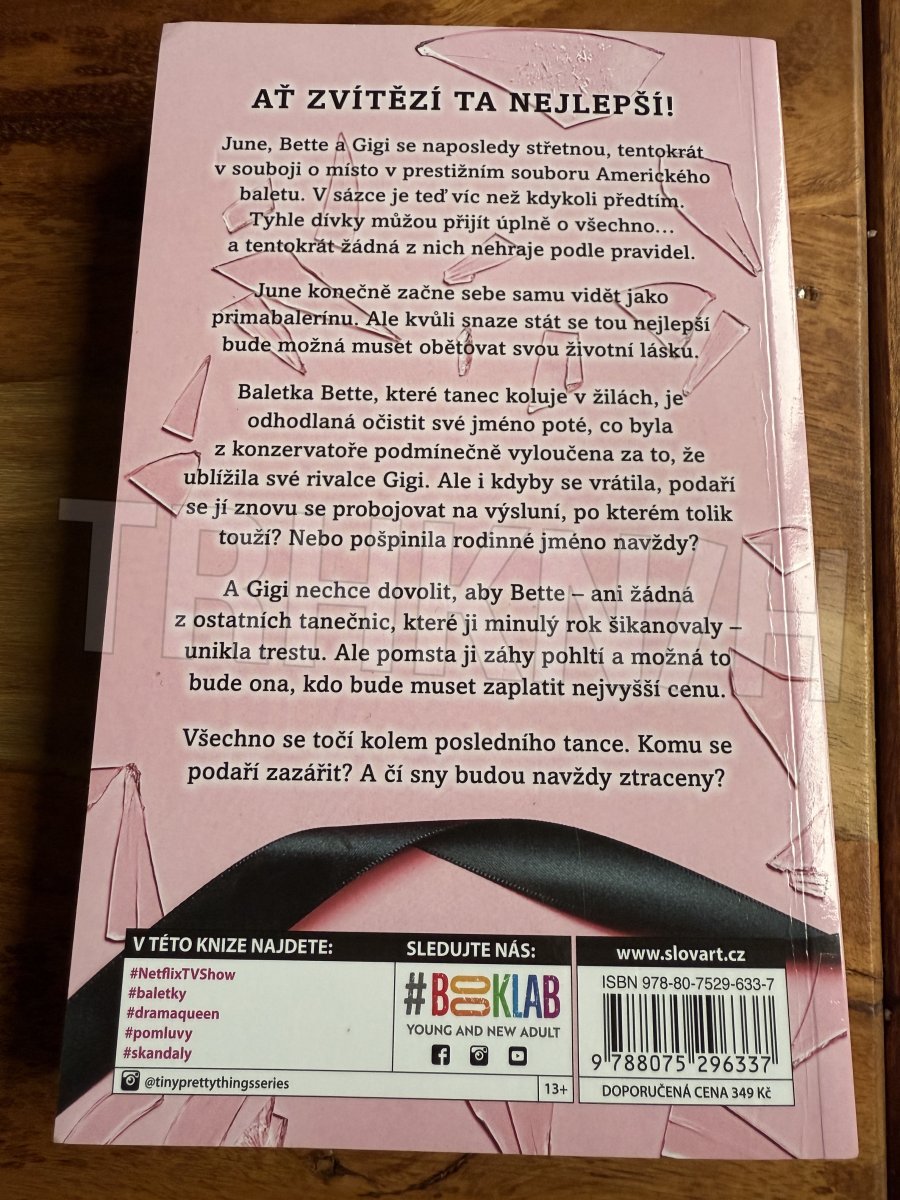 AŤ ZVÍTĚZÍ TA NEJLEPŠÍ!
June, Bette a Gigi se naposledy střetnou, tentokrát
v souboji o místo v prestižním souboru Amerického
baletu. V sázce je teď víc než kdykoli předtím.
Tyhle dívky můžou přijít úplně o všechno…
a tentokrát žádná z nich nehraje podle pravidel.
June konečně začne sebe samu vidět jako
primabalerínu. Ale kvůli snaze stát se tou nejlepší
bude možná muset obětovat svou životní lásku.
Baletka Bette, které tanec koluje v žilách, je
odhodlaná očistit své jméno poté, co byla
z konzervatoře podmínečně vyloučena za to, že
ublížila své rivalce Gigi. Ale i kdyby se vrátila, podaří
se jí znovu se probojovat na výsluní, po kterém tolik
touží? Nebo pošpinila rodinné jméno navždy?
A Gigi nechce dovolit, aby Bette – ani žádná
z ostatních tanečnic, které ji minulý rok šikanovaly –
unikla trestu. Ale pomsta ji záhy pohltí a možná to
bude ona, kdo bude muset zaplatit nejvyšší cenu.
Všechno se točí kolem posledního tance. Komu se
podaří zazářit? A čí sny budou navždy ztraceny?
V TÉTO KNIZE NAJDETE:
#NetflixTVShow
#baletky
#dramaqueen
#pomluvy
#skandaly
@tinyprettythingsseries
SLEDUJTE NÁS:
#BOOKLAB
YOUNG AND NEW ADULT
13+
www.slovart.cz
ISBN 978-80-7529-633-7
9 788075 296337
DOPORUČENÁ CENA 349 Kč
TRHKNIH